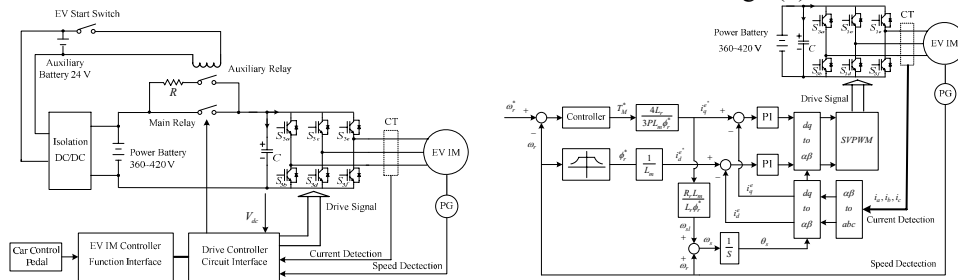 EV Start Switch
Auxiliary
Battery 24 V
Auxiliary Relay
R
Main Relay
Isolation
DC/DC
Power Battery
360~420 V
C
CT
EV IM
PG
V_dc
Drive Signal
Car Control
Pedal
EV IM Controller
Function Interface
Drive Controller
Circuit Interface
Current Detection
Speed Dectection
Power Battery
360~420 V
C
CT
EV IM
PG
Drive Signal
ω_r^*
ω_r
Controller
T_M^*
4L_r
3PL_mϕ_r^*
i_q^{e*}
PI
dq
to
αβ
SVPWM
ϕ_r^*
1
L_m
i_d^{e*}
PI
R_r L_m
L_r ϕ_r^*
i_q^e
i_d^e
dq
to
αβ
αβ
to
abc
i_a, i_b, i_c
Current Detection
ω_sl
ω_r
1
S
Speed Dectection